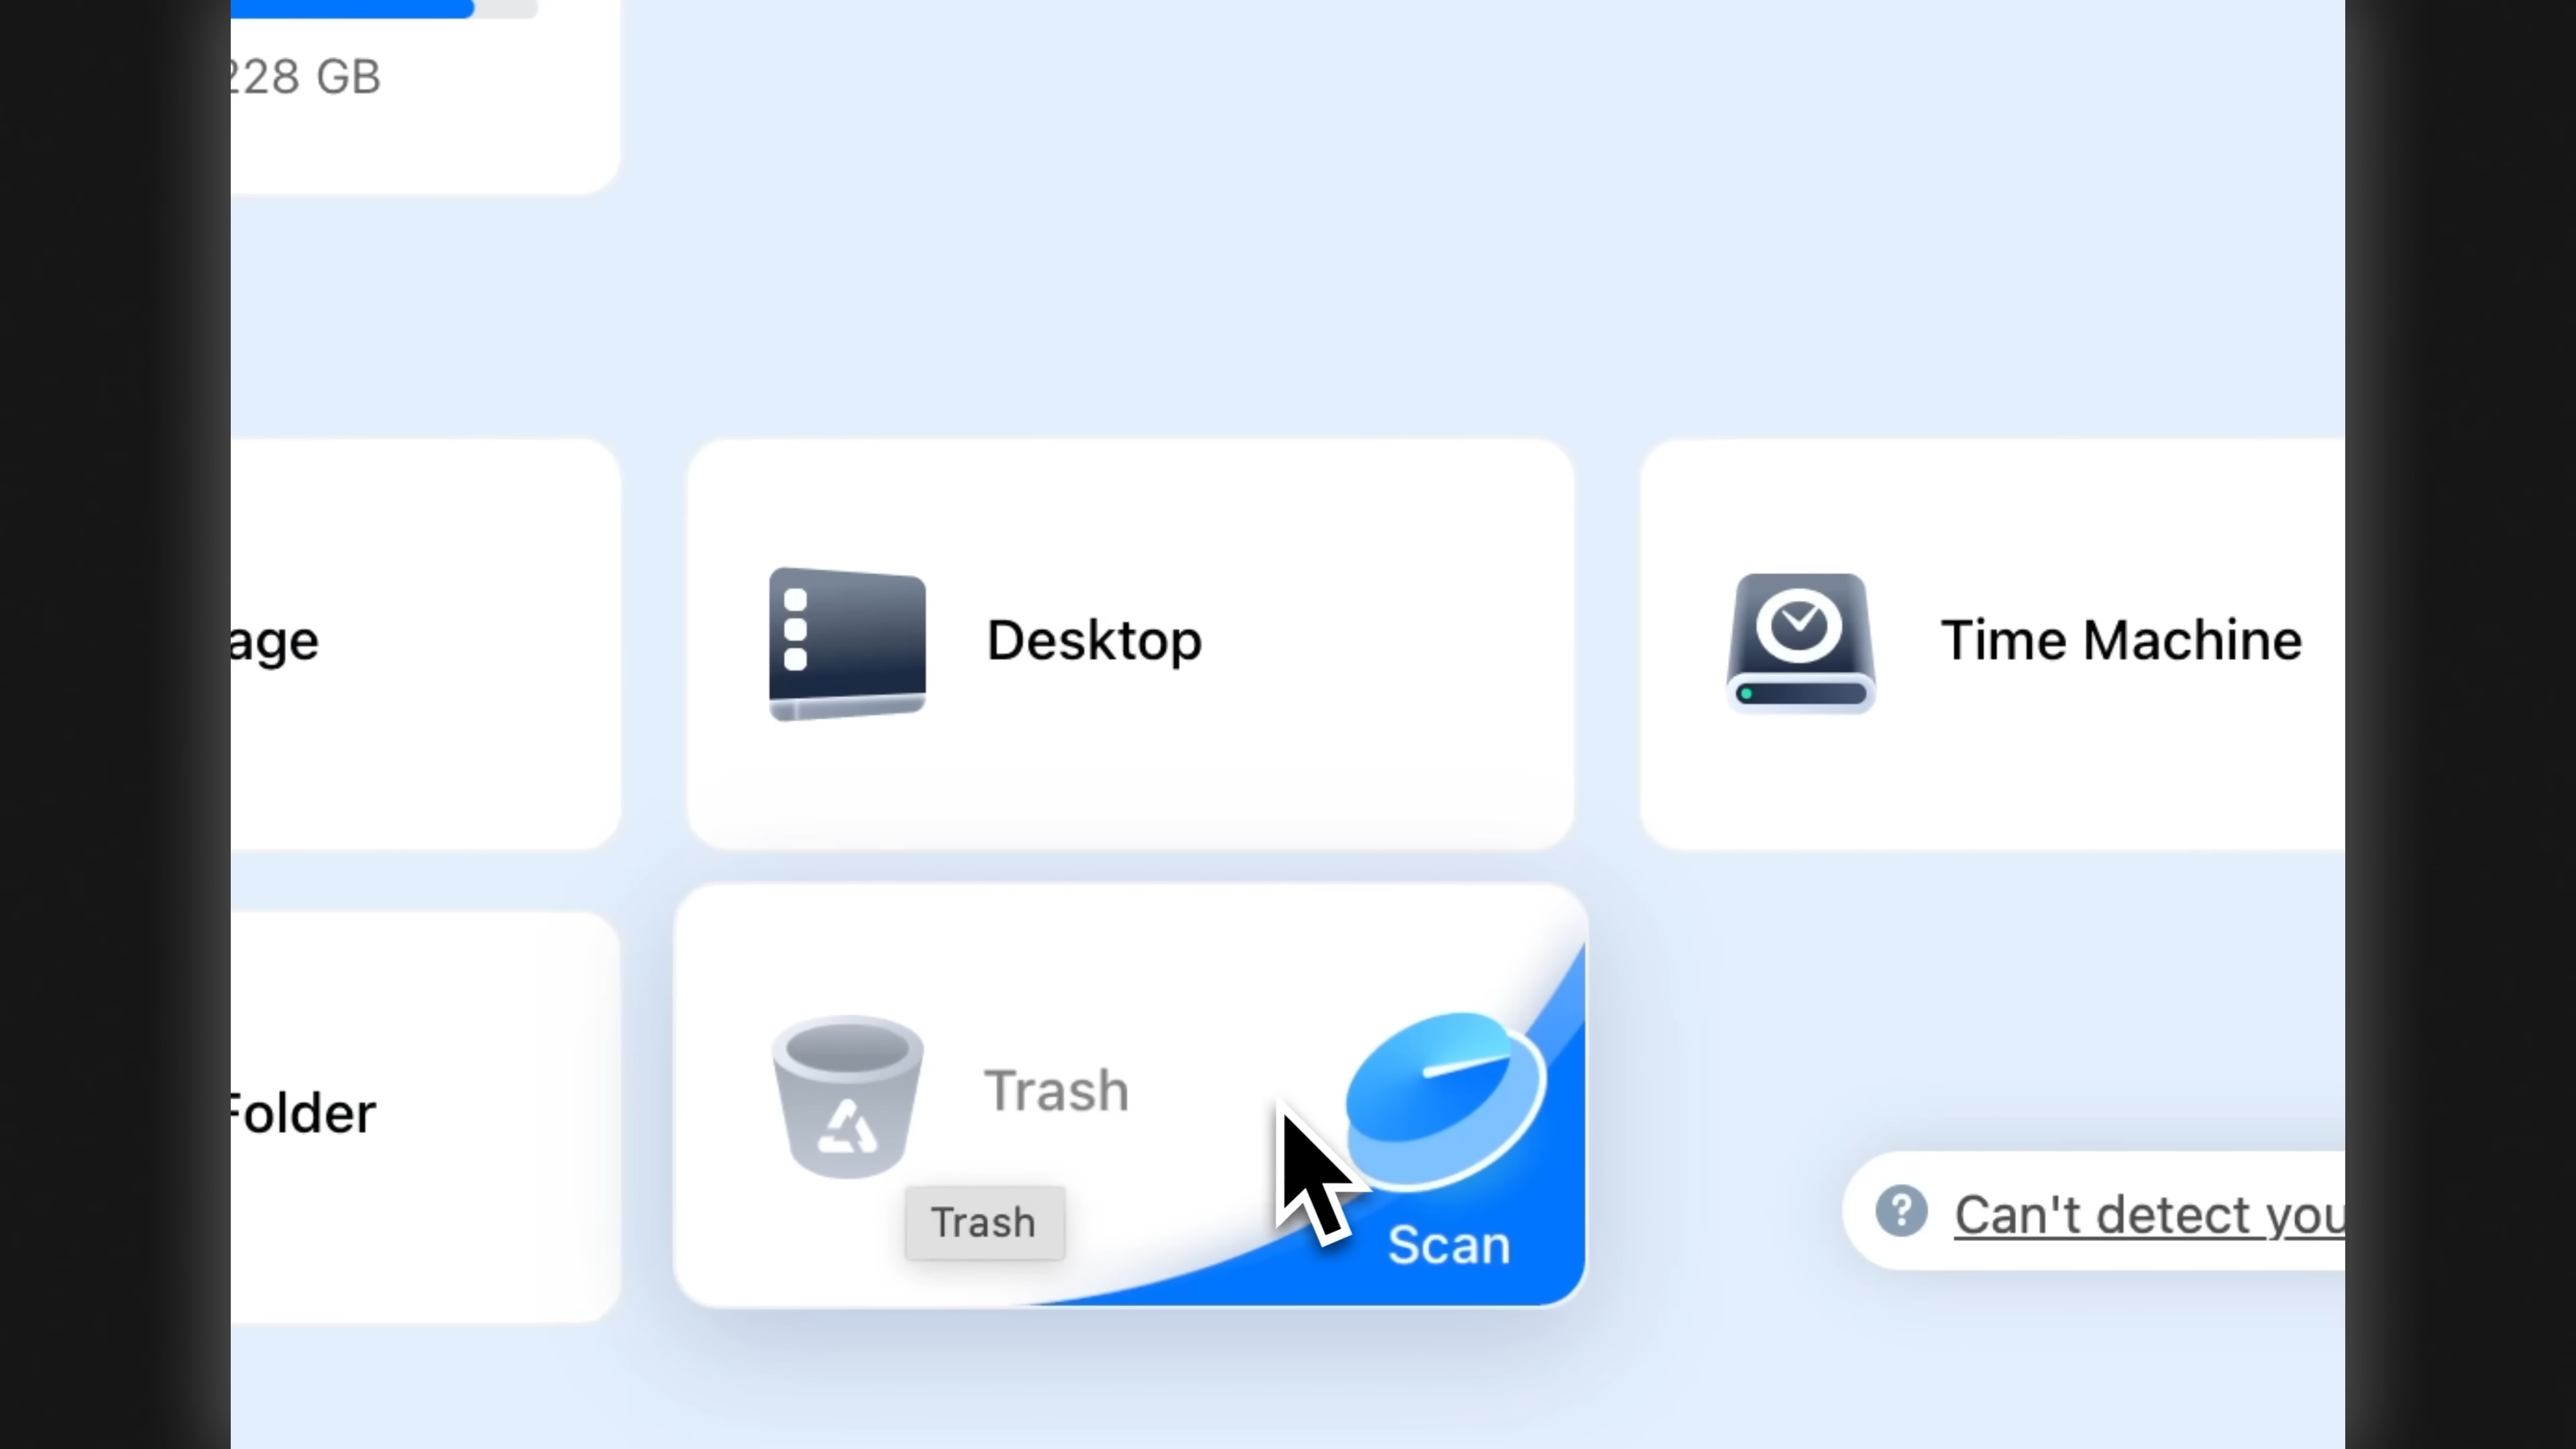 228 GB
age
Desktop
Time Machine
Folder
Trash
Trash
Scan
Can't detect you